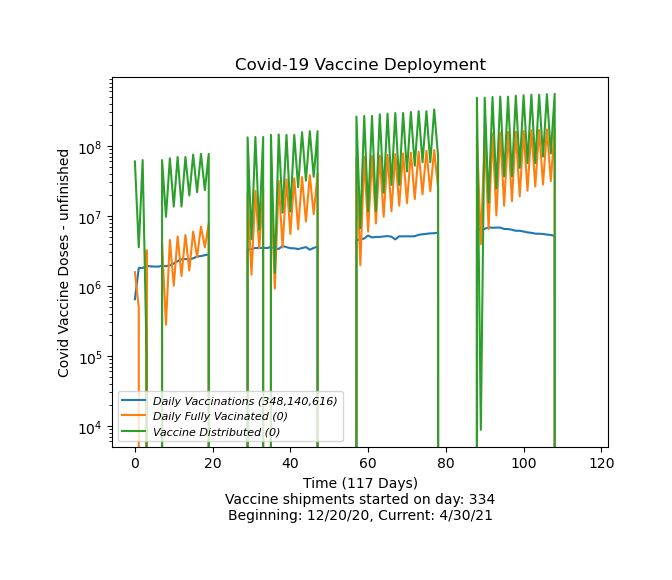 Covid-19 Vaccine Deployment
Covid Vaccine Doses - unfinished
10^8
10^7
10^6
10^5
10^4
Daily Vaccinations (348,140,616)
Daily Fully Vacinated (0)
Vaccine Distributed (0)
0 20 40 60 80 100 120
Time (117 Days)
Vaccine shipments started on day: 334
Beginning: 12/20/20, Current: 4/30/21